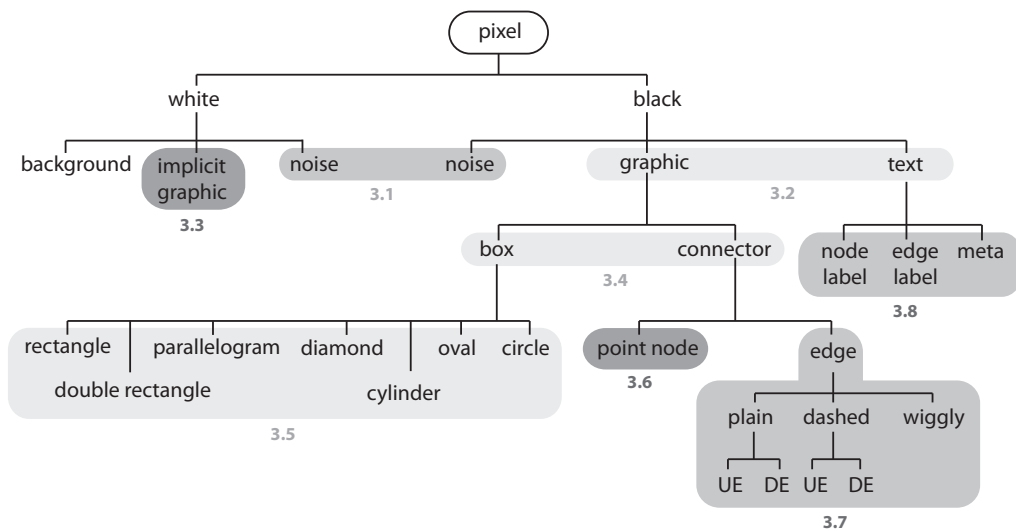 pixel
white
black
background
implicit
graphic
noise
noise
graphic
text
3.1
3.2
3.3
box
connector
node
label
edge
label
meta
3.4
3.8
rectangle
parallelogram
diamond
oval
circle
point node
edge
double rectangle
cylinder
3.6
3.5
plain
dashed
wiggly
UE
DE
UE
DE
3.7